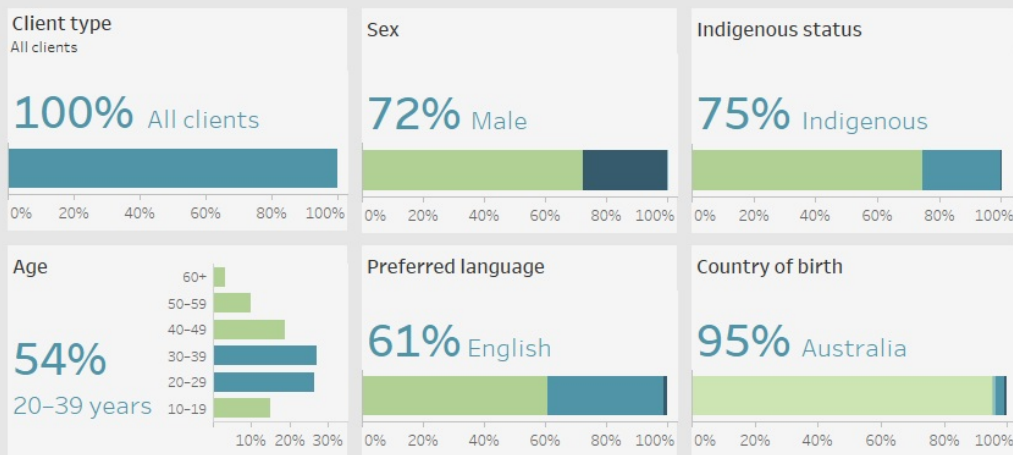 Client type
All clients
100% All clients
0% 20% 40% 60% 80% 100%
Sex
72% Male
0% 20% 40% 60% 80% 100%
Indigenous status
75% Indigenous
0% 20% 40% 60% 80% 100%
Age
54%
20–39 years
60+
50–59
40–49
30–39
20–29
10–19
10% 20% 30%
Preferred language
61% English
0% 20% 40% 60% 80% 100%
Country of birth
95% Australia
0% 20% 40% 60% 80% 100%